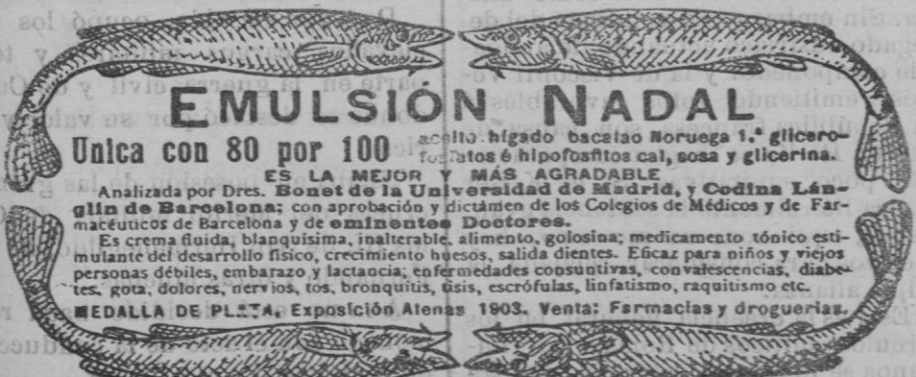 EMULSIÓN NADAL
Unica con 80 por 100 aceite hígado bacalao Noruega 1.ª glicero-
fosfatos é hipofosfitos cal, sosa y glicerina.
ES LA MEJOR Y MÁS AGRADABLE
Analizada por Dres. Bonet de la Universidad de Madrid, y Codina Lán-
glin de Barcelona; con aprobación y dictámen de los Colegios de Médicos y de Far-
macéuticos de Barcelona y de eminentes Doctores.
Es crema fluida, blanquísima, inalterable, alimento, golosina; medicamento tónico esti-
mulante del desarrollo físico, crecimiento huesos, salida dientes. Eficaz para niños y viejos
personas débiles, embarazo y lactancia; enfermedades consuntivas, convalescencias, diabe-
tes, gota, dolores, nervios, tos, bronquitis, tisis, escrófulas, linfatismo, raquitismo etc.
MEDALLA DE PLATA, Exposición Atenas 1903. Venta: Farmacias y droguerías.